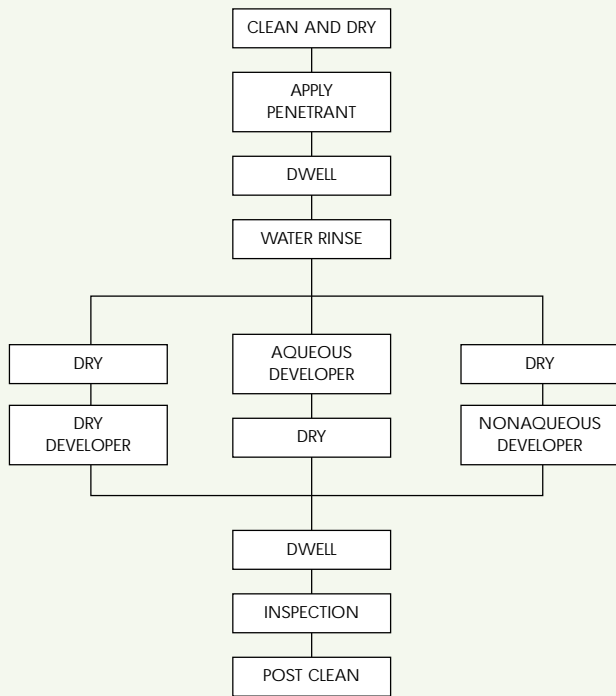 CLEAN AND DRY
APPLY
PENETRANT
DWELL
WATER RINSE
DRY
DRY
DEVELOPER
AQUEOUS
DEVELOPER
DRY
DRY
NONAQUEOUS
DEVELOPER
DWELL
INSPECTION
POST CLEAN